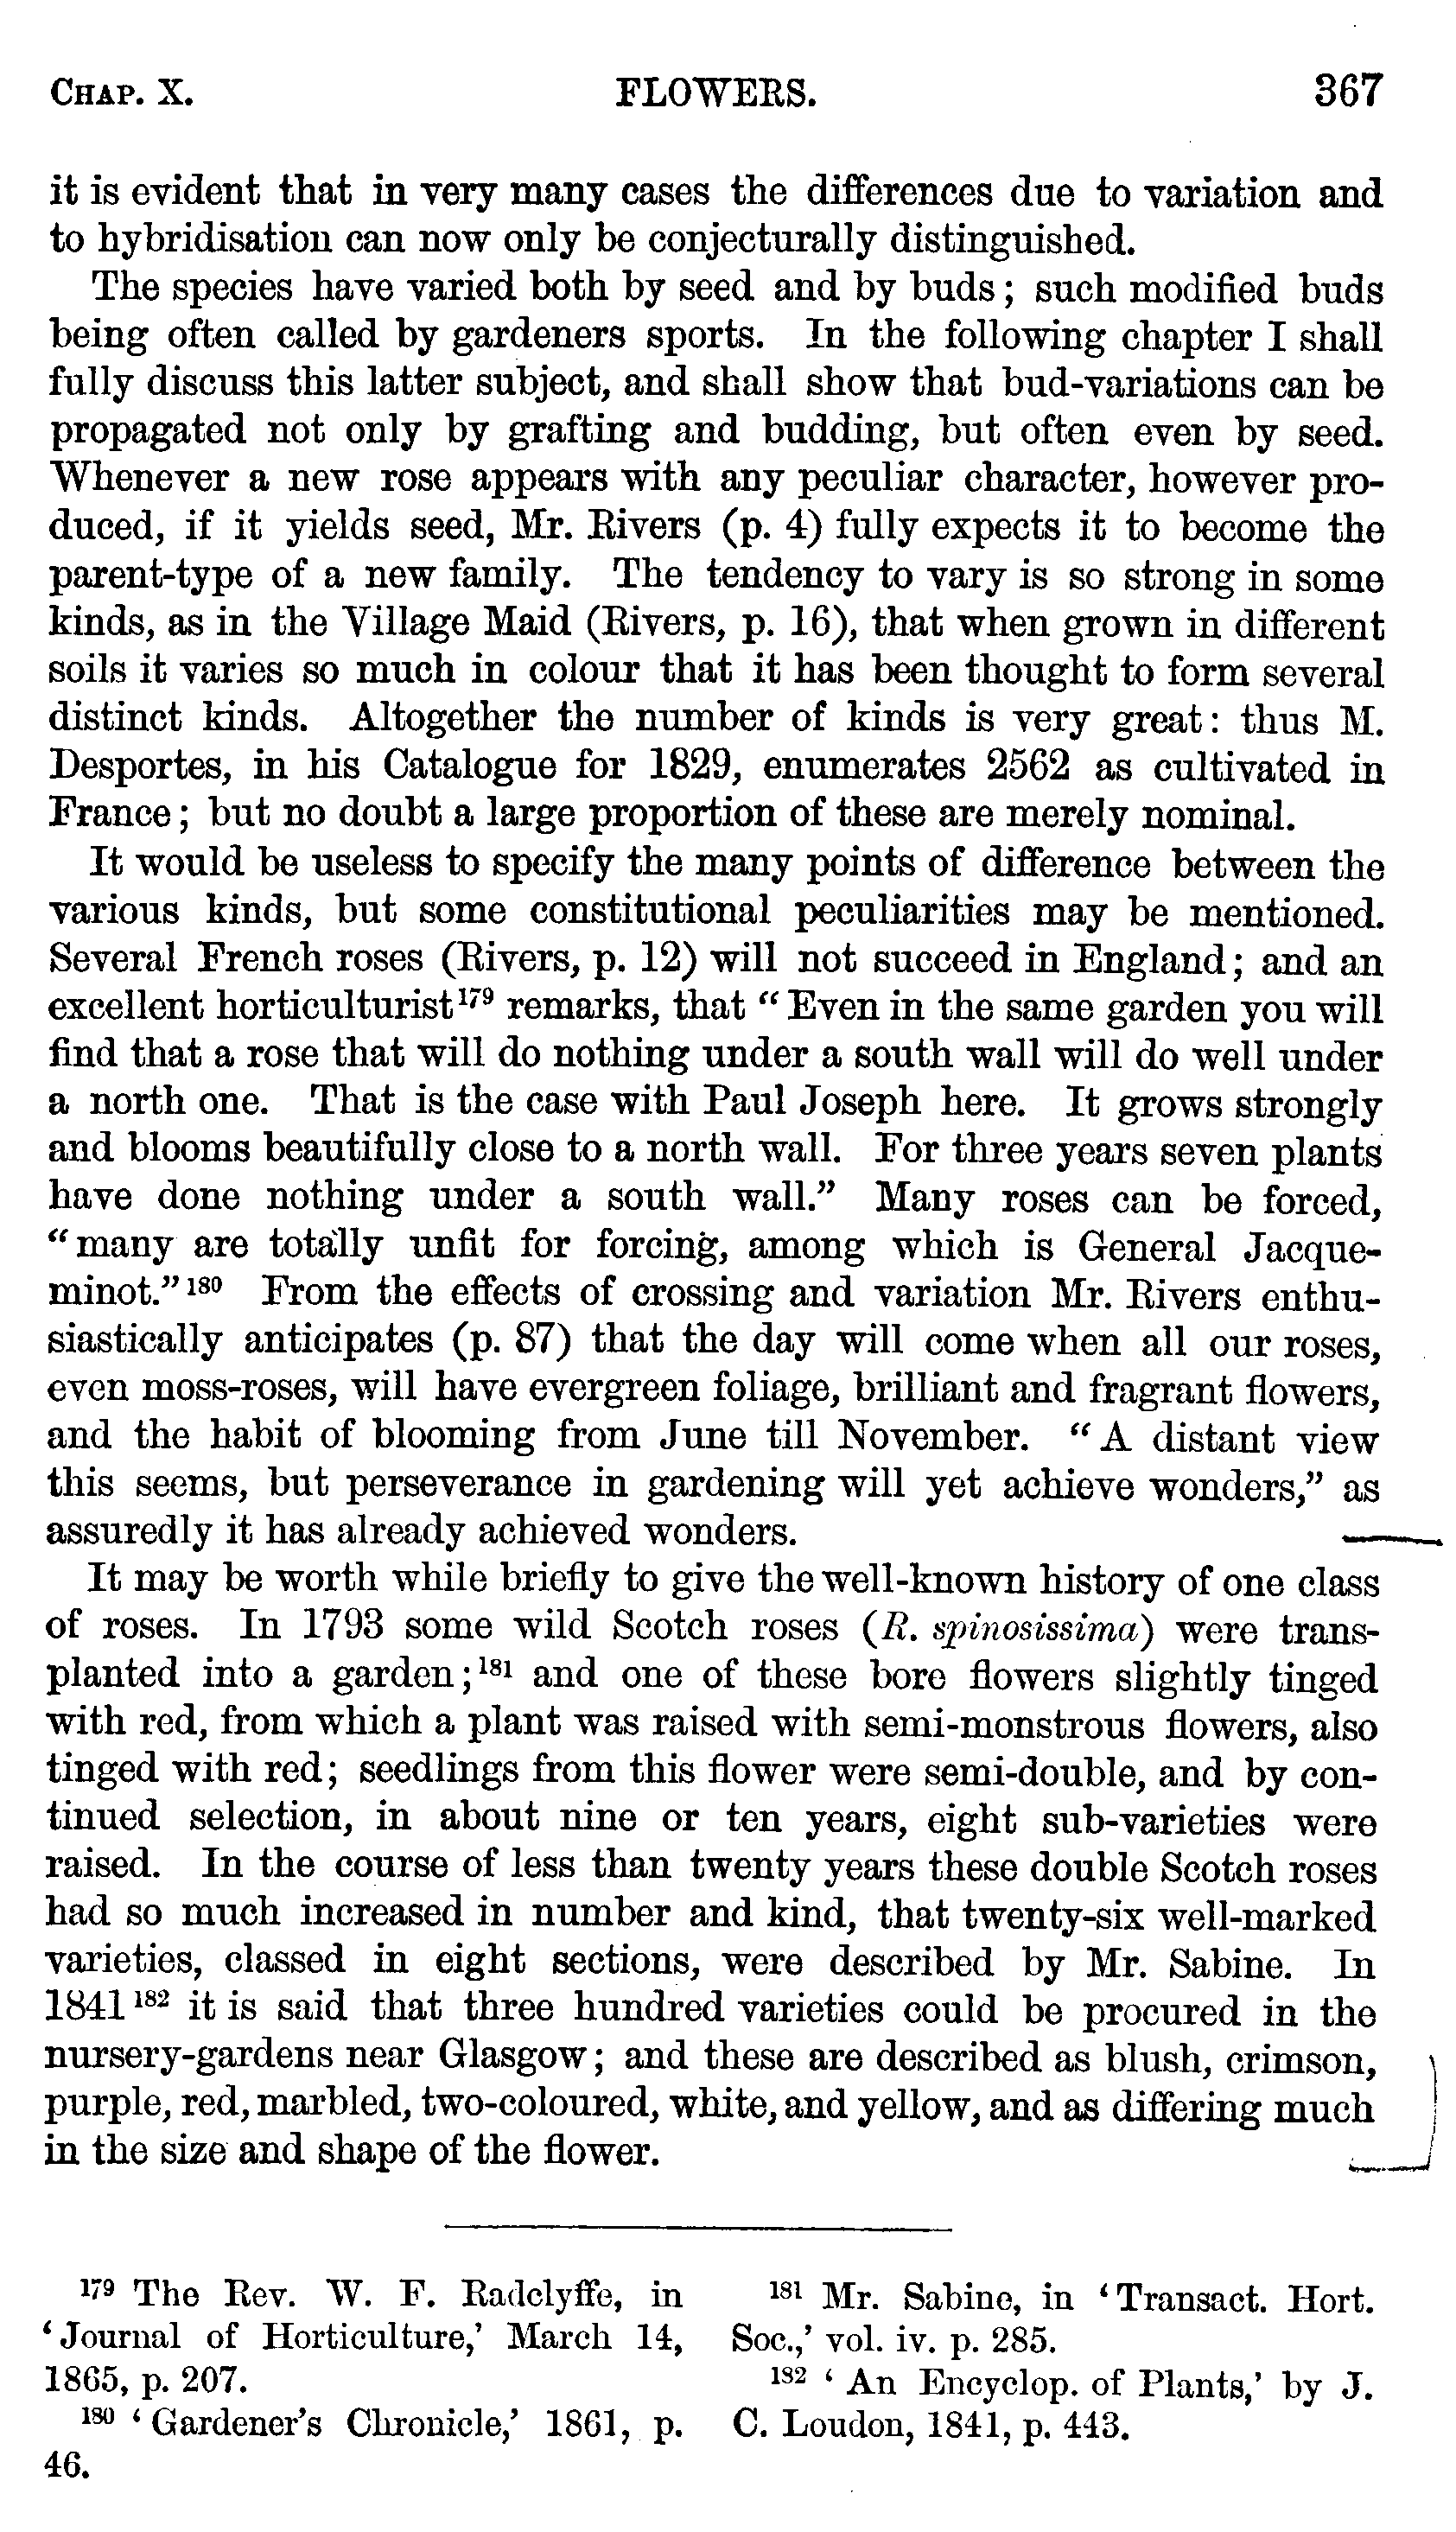 CHAP. X. FLOWERS. 367
it is evident that in very many cases the differences due to variation and
to hybridisation can now only be conjecturally distinguished.
The species have varied both by seed and by buds; such modified buds
being often called by gardeners sports. In the following chapter I shall
fully discuss this latter subject, and shall show that bud-variations can be
propagated not only by grafting and budding, but often even by seed.
Whenever a new rose appears with any peculiar character, however pro-
duced, if it yields seed, Mr. Rivers (p. 4) fully expects it to become the
parent-type of a new family. The tendency to vary is so strong in some
kinds, as in the Village Maid (Rivers, p. 16), that when grown in different
soils it varies so much in colour that it has been thought to form several
distinct kinds. Altogether the number of kinds is very great: thus M.
Desportes, in his Catalogue for 1829, enumerates 2562 as cultivated in
France; but no doubt a large proportion of these are merely nominal.
It would be useless to specify the many points of difference between the
various kinds, but some constitutional peculiarities may be mentioned.
Several French roses (Rivers, p. 12) will not succeed in England; and an
excellent horticulturist¹⁷⁹ remarks, that “Even in the same garden you will
find that a rose that will do nothing under a south wall will do well under
a north one. That is the case with Paul Joseph here. It grows strongly
and blooms beautifully close to a north wall. For three years seven plants
have done nothing under a south wall.” Many roses can be forced,
“many are totally unfit for forcing, among which is General Jacque-
minot.”¹⁸⁰ From the effects of crossing and variation Mr. Rivers enthu-
siastically anticipates (p. 87) that the day will come when all our roses,
even moss-roses, will have evergreen foliage, brilliant and fragrant flowers,
and the habit of blooming from June till November. “A distant view
this seems, but perseverance in gardening will yet achieve wonders,” as
assuredly it has already achieved wonders.
It may be worth while briefly to give the well-known history of one class
of roses. In 1793 some wild Scotch roses (R. spinosissima) were trans-
planted into a garden;¹⁸¹ and one of these bore flowers slightly tinged
with red, from which a plant was raised with semi-monstrous flowers, also
tinged with red; seedlings from this flower were semi-double, and by con-
tinued selection, in about nine or ten years, eight sub-varieties were
raised. In the course of less than twenty years these double Scotch roses
had so much increased in number and kind, that twenty-six well-marked
varieties, classed in eight sections, were described by Mr. Sabine. In
1841¹⁸² it is said that three hundred varieties could be procured in the
nursery-gardens near Glasgow; and these are described as blush, crimson,
purple, red, marbled, two-coloured, white, and yellow, and as differing much
in the size and shape of the flower.
¹⁷⁹ The Rev. W. F. Radclyffe, in
‘Journal of Horticulture,’ March 14,
1865, p. 207.
¹⁸⁰ ‘Gardener’s Chronicle,’ 1861, p.
46.
¹⁸¹ Mr. Sabine, in ‘Transact. Hort.
Soc.,’ vol. iv. p. 285.
¹⁸² ‘An Encyclop. of Plants,’ by J.
C. Loudon, 1841, p. 443.